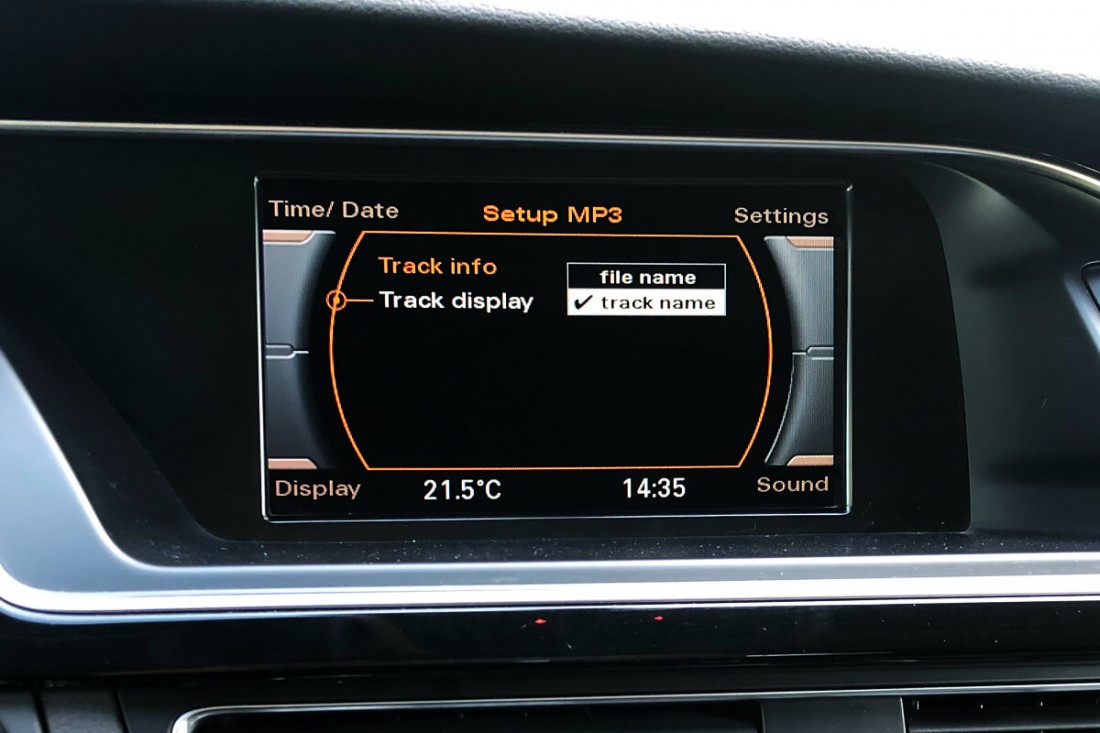 Time/ Date
Setup MP3
Settings
Track info
file name
Track display
✔ track name
Display
21.5°C
14:35
Sound